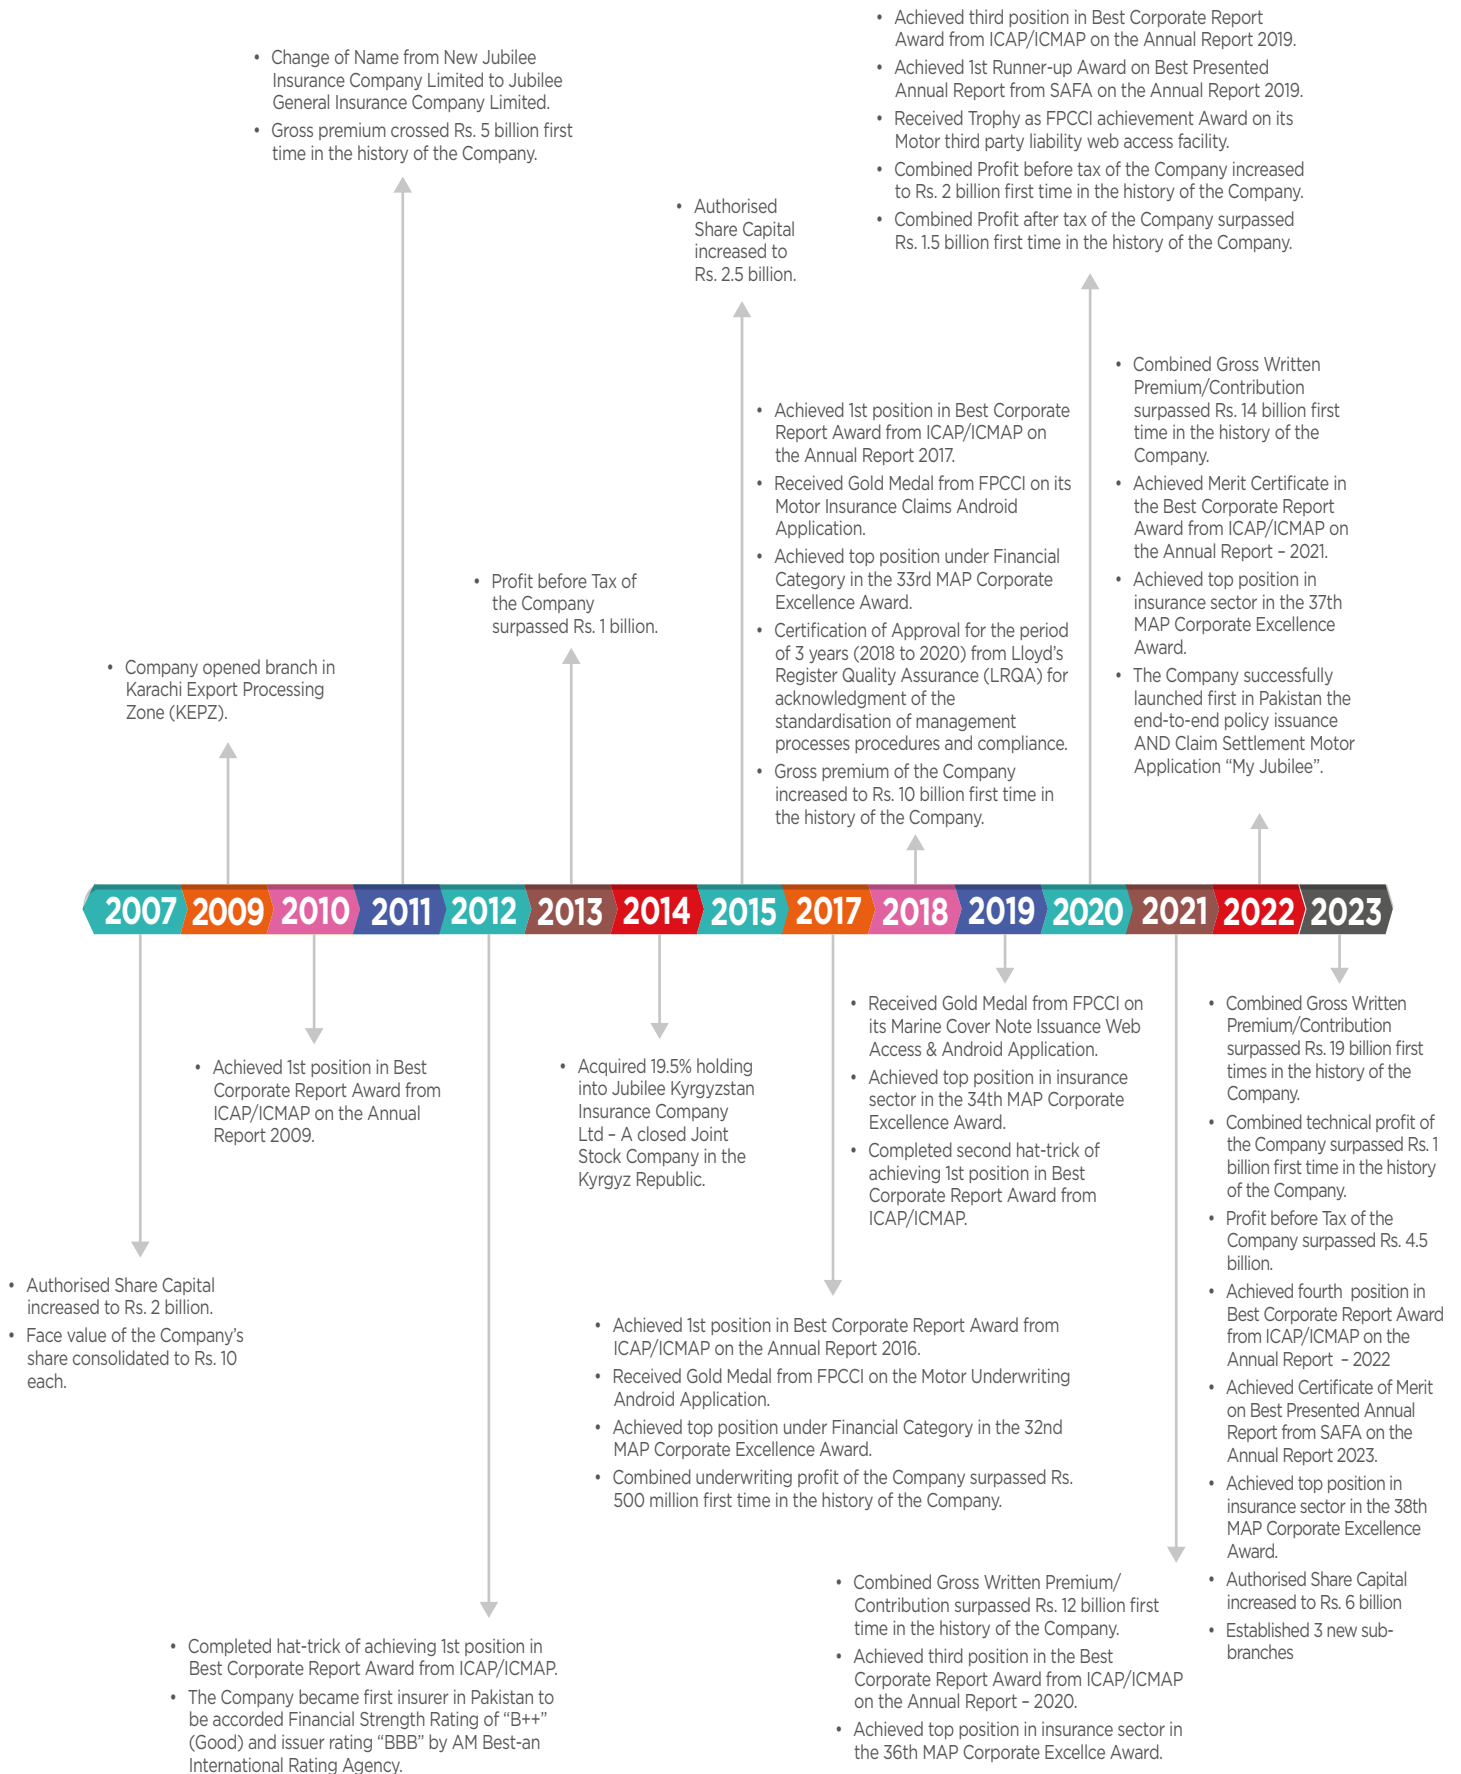 • Change of Name from New Jubilee
Insurance Company Limited to Jubilee
General Insurance Company Limited.
• Gross premium crossed Rs. 5 billion first
time in the history of the Company.
• Achieved third position in Best Corporate Report
Award from ICAP/ICMAP on the Annual Report 2019.
• Achieved 1st Runner-up Award on Best Presented
Annual Report from SAFA on the Annual Report 2019.
• Received Trophy as FPCCI achievement Award on its
Motor third party liability web access facility.
• Combined Profit before tax of the Company increased
to Rs. 2 billion first time in the history of the Company.
• Combined Profit after tax of the Company surpassed
Rs. 1.5 billion first time in the history of the Company.
• Authorised
Share Capital
increased to
Rs. 2.5 billion.
• Combined Gross Written
Premium/Contribution
surpassed Rs. 14 billion first
time in the history of the
Company.
• Achieved Merit Certificate in
the Best Corporate Report
Award from ICAP/ICMAP on
the Annual Report – 2021.
• Achieved top position in
insurance sector in the 37th
MAP Corporate Excellence
Award.
• The Company successfully
launched first in Pakistan the
end-to-end policy issuance
AND Claim Settlement Motor
Application “My Jubilee”.
• Achieved 1st position in Best Corporate
Report Award from ICAP/ICMAP on
the Annual Report 2017.
• Received Gold Medal from FPCCI on its
Motor Insurance Claims Android
Application.
• Achieved top position under Financial
Category in the 33rd MAP Corporate
Excellence Award.
• Certification of Approval for the period
of 3 years (2018 to 2020) from Lloyd’s
Register Quality Assurance (LRQA) for
acknowledgment of the
standardisation of management
processes procedures and compliance.
• Gross premium of the Company
increased to Rs. 10 billion first time in
the history of the Company.
• Profit before Tax of
the Company
surpassed Rs. 1 billion.
• Company opened branch in
Karachi Export Processing
Zone (KEPZ).
2007 2009 2010 2011 2012 2013 2014 2015 2017 2018 2019 2020 2021 2022 2023
• Achieved 1st position in Best
Corporate Report Award from
ICAP/ICMAP on the Annual
Report 2009.
• Acquired 19.5% holding
into Jubilee Kyrgyzstan
Insurance Company
Ltd – A closed Joint
Stock Company in the
Kyrgyz Republic.
• Received Gold Medal from FPCCI on
its Marine Cover Note Issuance Web
Access & Android Application.
• Achieved top position in insurance
sector in the 34th MAP Corporate
Excellence Award.
• Completed second hat-trick of
achieving 1st position in Best
Corporate Report Award from
ICAP/ICMAP.
• Combined Gross Written
Premium/Contribution
surpassed Rs. 19 billion first
times in the history of the
Company.
• Combined technical profit of
the Company surpassed Rs. 1
billion first time in the history
of the Company.
• Profit before Tax of the
Company surpassed Rs. 4.5
billion.
• Achieved fourth position in
Best Corporate Report Award
from ICAP/ICMAP on the
Annual Report – 2022
• Achieved Certificate of Merit
on Best Presented Annual
Report from SAFA on the
Annual Report 2023.
• Achieved top position in
insurance sector in the 38th
MAP Corporate Excellence
Award.
• Authorised Share Capital
increased to Rs. 6 billion
• Established 3 new sub-
branches
• Authorised Share Capital
increased to Rs. 2 billion.
• Face value of the Company’s
share consolidated to Rs. 10
each.
• Achieved 1st position in Best Corporate Report Award from
ICAP/ICMAP on the Annual Report 2016.
• Received Gold Medal from FPCCI on the Motor Underwriting
Android Application.
• Achieved top position under Financial Category in the 32nd
MAP Corporate Excellence Award.
• Combined underwriting profit of the Company surpassed Rs.
500 million first time in the history of the Company.
• Combined Gross Written Premium/
Contribution surpassed Rs. 12 billion first
time in the history of the Company.
• Achieved third position in the Best
Corporate Report Award from ICAP/ICMAP
on the Annual Report – 2020.
• Achieved top position in insurance sector in
the 36th MAP Corporate Excellce Award.
• Completed hat-trick of achieving 1st position in
Best Corporate Report Award from ICAP/ICMAP.
• The Company became first insurer in Pakistan to
be accorded Financial Strength Rating of “B++”
(Good) and issuer rating “BBB” by AM Best-an
International Rating Agency.